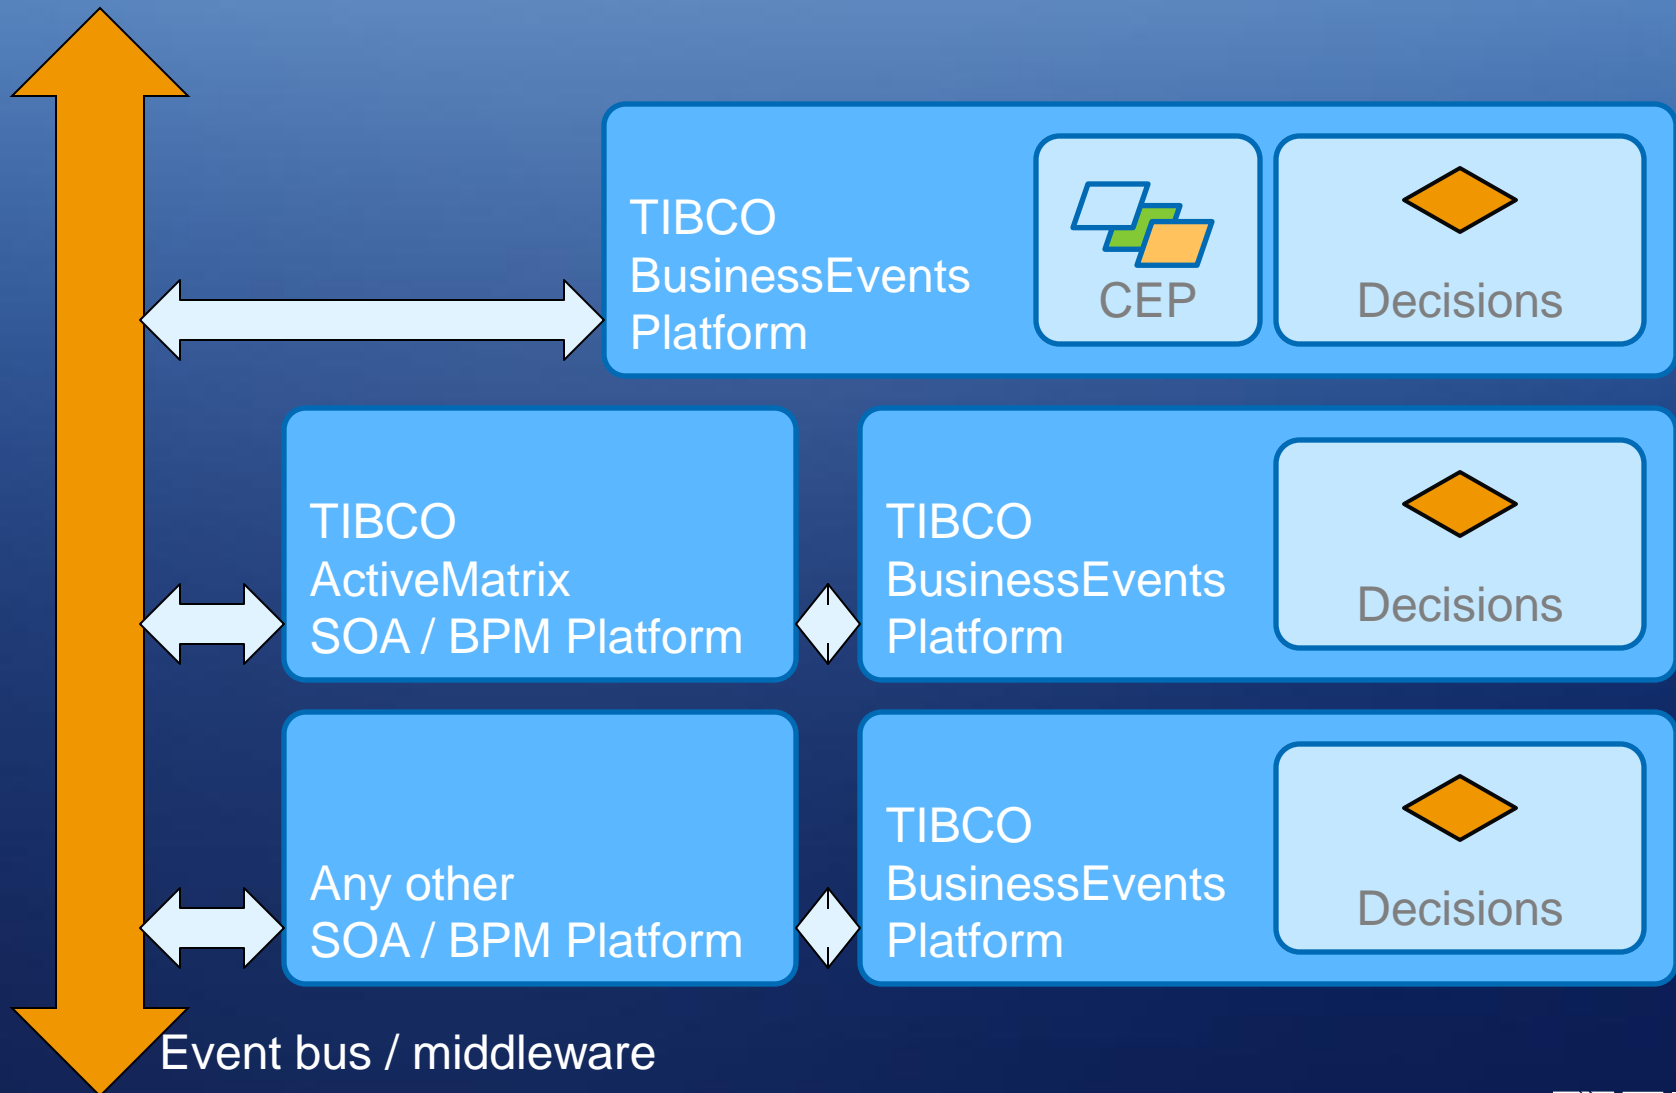 TIBCO
BusinessEvents
Platform
CEP
Decisions
TIBCO
ActiveMatrix
SOA / BPM Platform
TIBCO
BusinessEvents
Platform
Decisions
Any other
SOA / BPM Platform
TIBCO
BusinessEvents
Platform
Decisions
Event bus / middleware